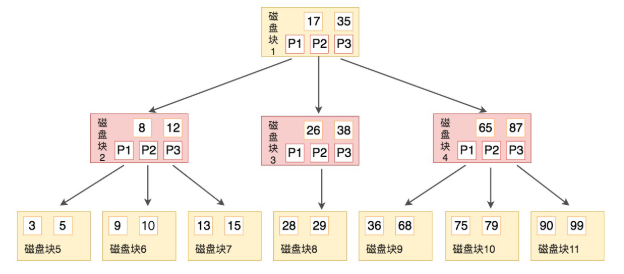 磁盘块1 17 35
P1 P2 P3
磁盘块2 8 12
P1 P2 P3
磁盘块3 26 38
P1 P2 P3
磁盘块4 65 87
P1 P2 P3
3 5
磁盘块5
9 10
磁盘块6
13 15
磁盘块7
28 29
磁盘块8
36 68
磁盘块9
75 79
磁盘块10
90 99
磁盘块11